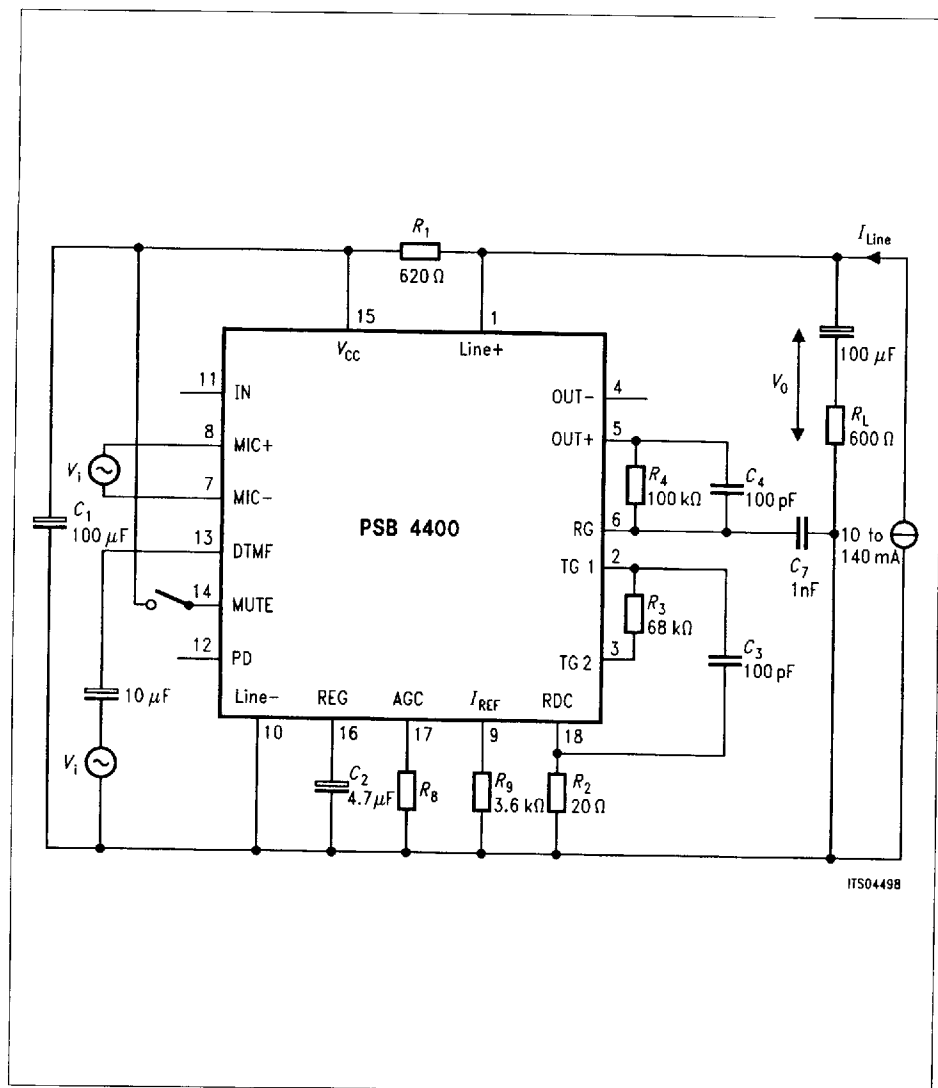 R1
620 Ω
ILine
15
1
VCC
Line+
100 µF
V0
RL
600 Ω
11
IN
OUT-
4
8
MIC+
OUT+
5
Vi
R4
100 kΩ
C4
100 pF
7
MIC-
C1
100 µF
PSB 4400
RG
6
10 to
140 mA
C7
1nF
13
DTMF
TG 1
2
14
MUTE
R3
68 kΩ
12
PD
TG 2
3
C3
100 pF
10 µF
Line-
REG
AGC
IREF
RDC
10
16
17
9
18
Vi
C2
4.7 µF
R8
R9
3.6 kΩ
R2
20 Ω
ITS04498